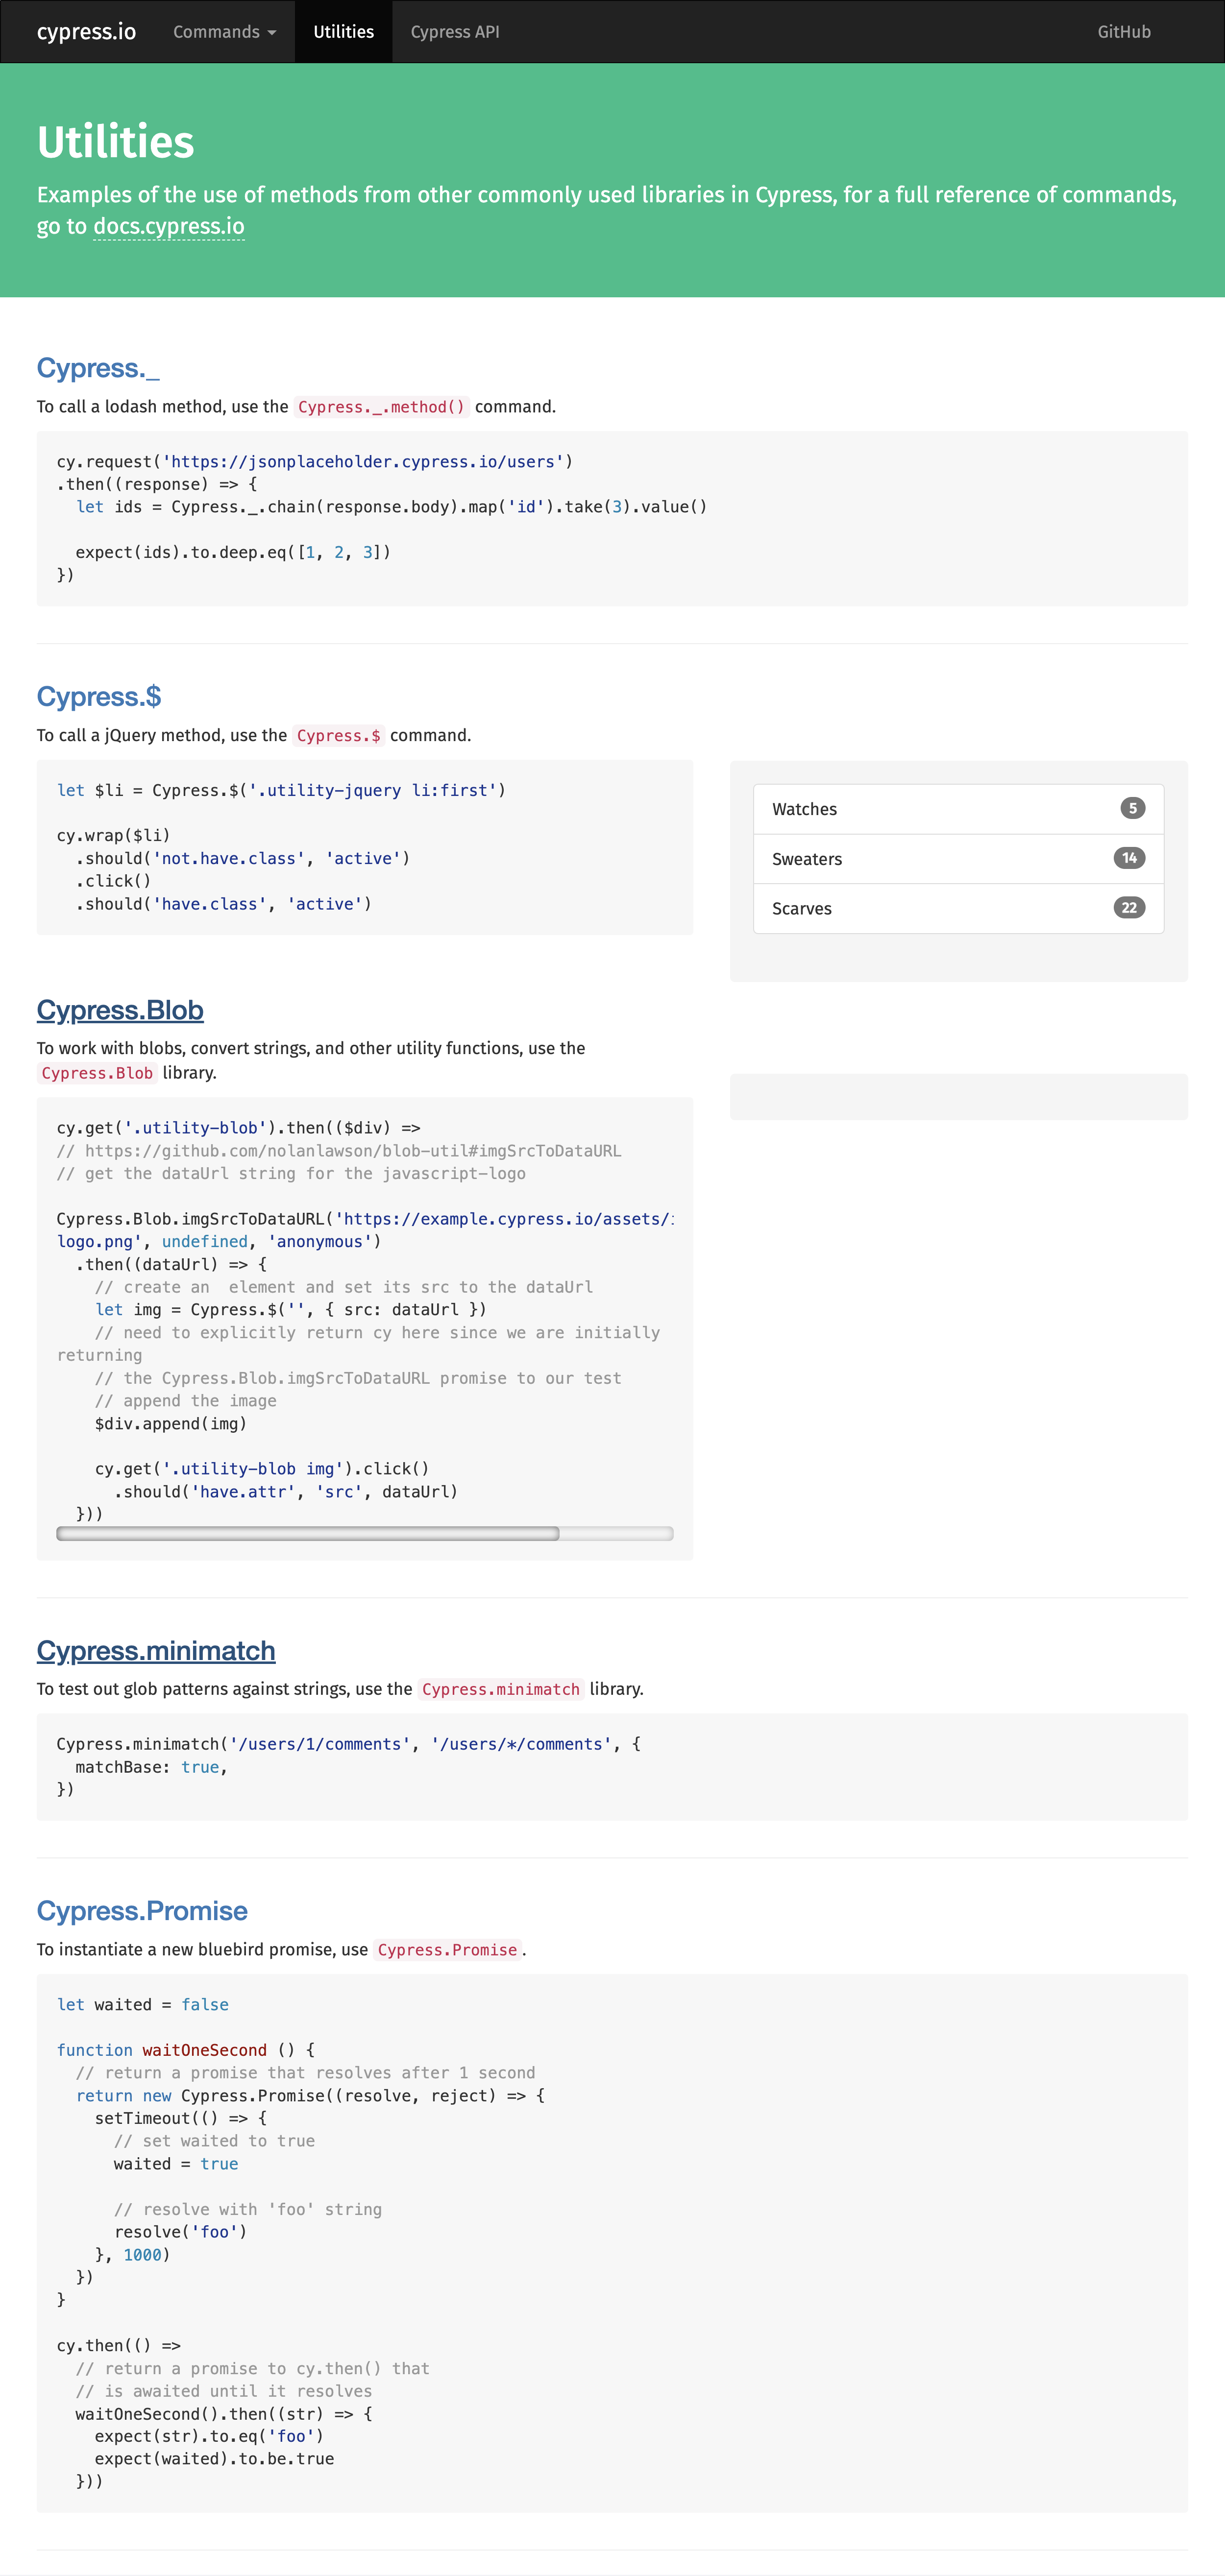 cypress.io Commands Utilities Cypress API GitHub
Utilities
Examples of the use of methods from other commonly used libraries in Cypress, for a full reference of commands,
go to docs.cypress.io
Cypress._
To call a lodash method, use the Cypress._.method() command.
cy.request('https://jsonplaceholder.cypress.io/users')
.then((response) => {
  let ids = Cypress._.chain(response.body).map('id').take(3).value()

  expect(ids).to.deep.eq([1, 2, 3])
})
Cypress.$
To call a jQuery method, use the Cypress.$ command.
let $li = Cypress.$('.utility-jquery li:first')

cy.wrap($li)
  .should('not.have.class', 'active')
  .click()
  .should('have.class', 'active')
Watches 5
Sweaters 14
Scarves 22
Cypress.Blob
To work with blobs, convert strings, and other utility functions, use the
Cypress.Blob library.
cy.get('.utility-blob').then(($div) =>
// https://github.com/nolanlawson/blob-util#imgSrcToDataURL
// get the dataUrl string for the javascript-logo

Cypress.Blob.imgSrcToDataURL('https://example.cypress.io/assets/
logo.png', undefined, 'anonymous')
  .then((dataUrl) => {
    // create an  element and set its src to the dataUrl
    let img = Cypress.$('', { src: dataUrl })
    // need to explicitly return cy here since we are initially
returning
    // the Cypress.Blob.imgSrcToDataURL promise to our test
    // append the image
    $div.append(img)

    cy.get('.utility-blob img').click()
      .should('have.attr', 'src', dataUrl)
  }))
Cypress.minimatch
To test out glob patterns against strings, use the Cypress.minimatch library.
Cypress.minimatch('/users/1/comments', '/users/*/comments', {
  matchBase: true,
})
Cypress.Promise
To instantiate a new bluebird promise, use Cypress.Promise.
let waited = false

function waitOneSecond () {
  // return a promise that resolves after 1 second
  return new Cypress.Promise((resolve, reject) => {
    setTimeout(() => {
      // set waited to true
      waited = true

      // resolve with 'foo' string
      resolve('foo')
    }, 1000)
  })
}

cy.then(() =>
  // return a promise to cy.then() that
  // is awaited until it resolves
  waitOneSecond().then((str) => {
    expect(str).to.eq('foo')
    expect(waited).to.be.true
  }))